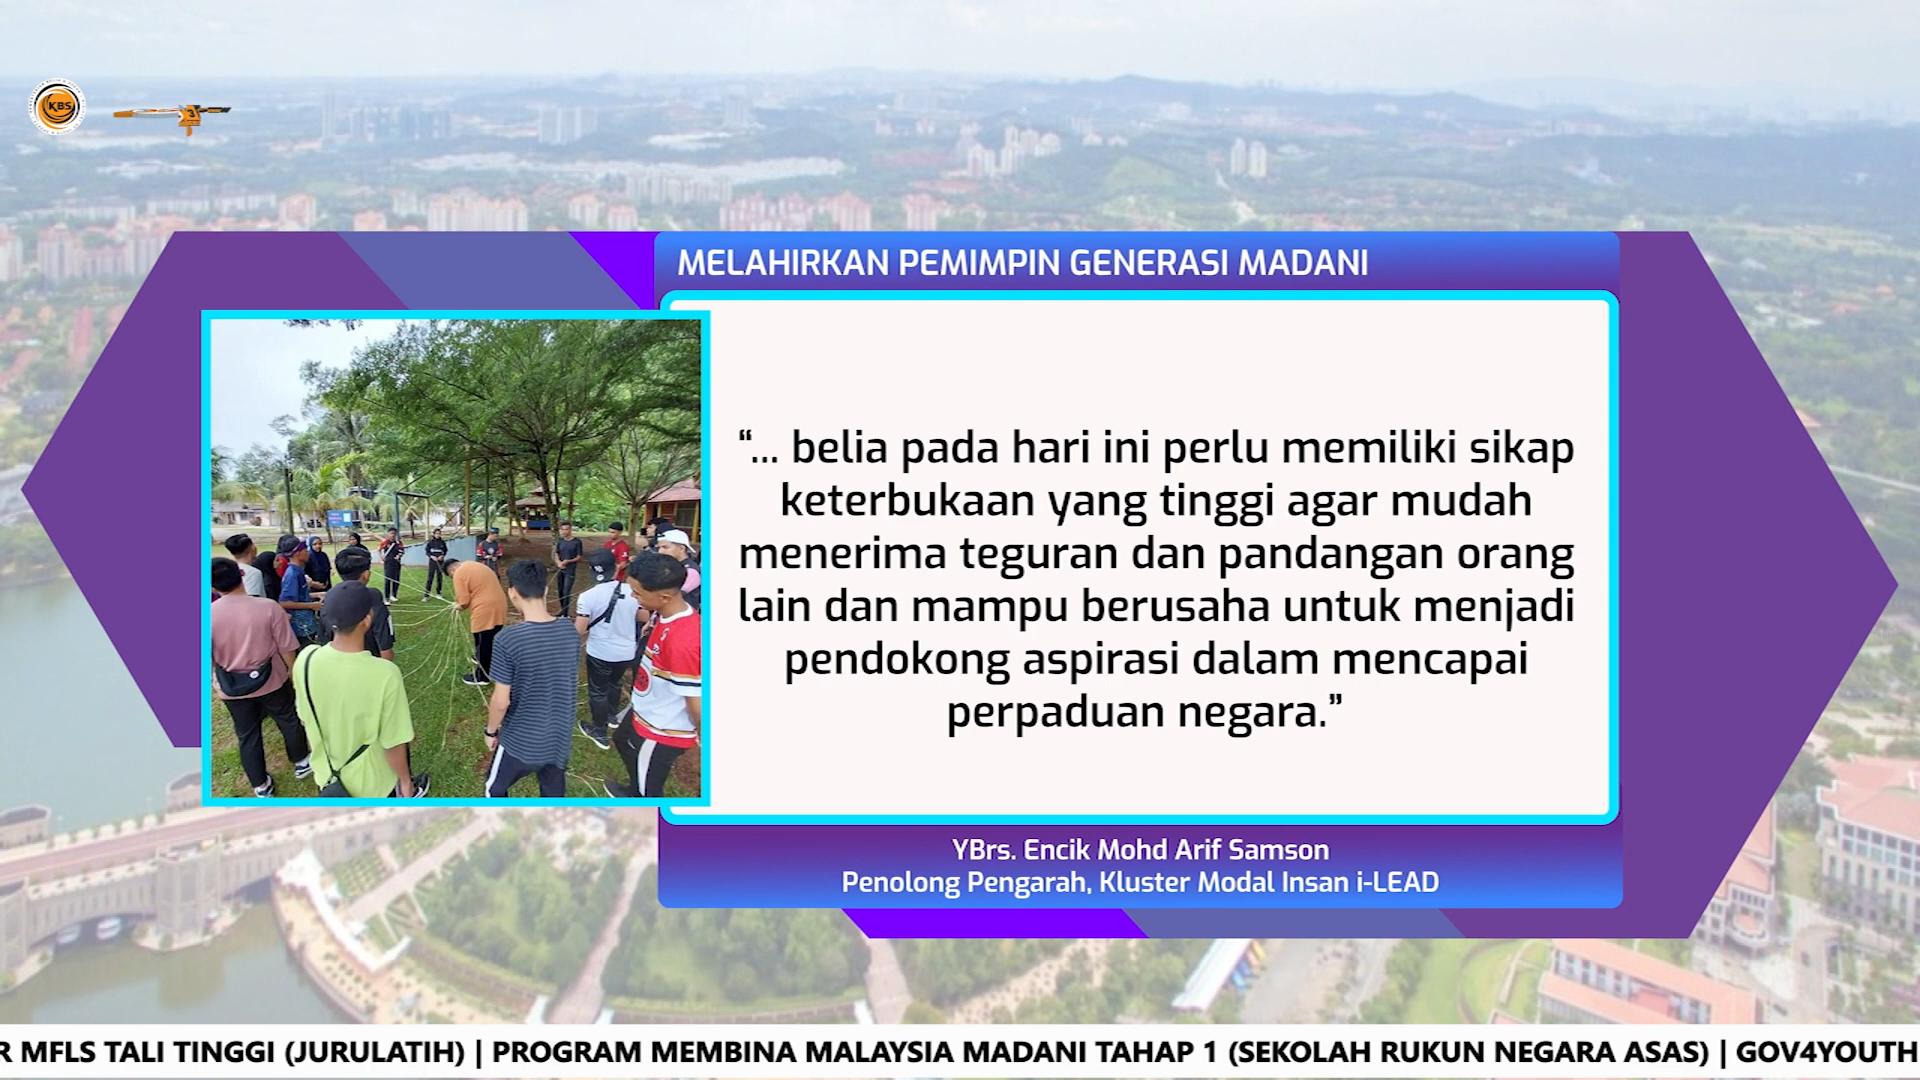 KBS
3
MELAHIRKAN PEMIMPIN GENERASI MADANI
“... belia pada hari ini perlu memiliki sikap
keterbukaan yang tinggi agar mudah
menerima teguran dan pandangan orang
lain dan mampu berusaha untuk menjadi
pendokong aspirasi dalam mencapai
perpaduan negara.”
YBrs. Encik Mohd Arif Samson
Penolong Pengarah, Kluster Modal Insan i-LEAD
R MFLS TALI TINGGI (JURULATIH) | PROGRAM MEMBINA MALAYSIA MADANI TAHAP 1 (SEKOLAH RUKUN NEGARA ASAS) | GOV4YOUTH